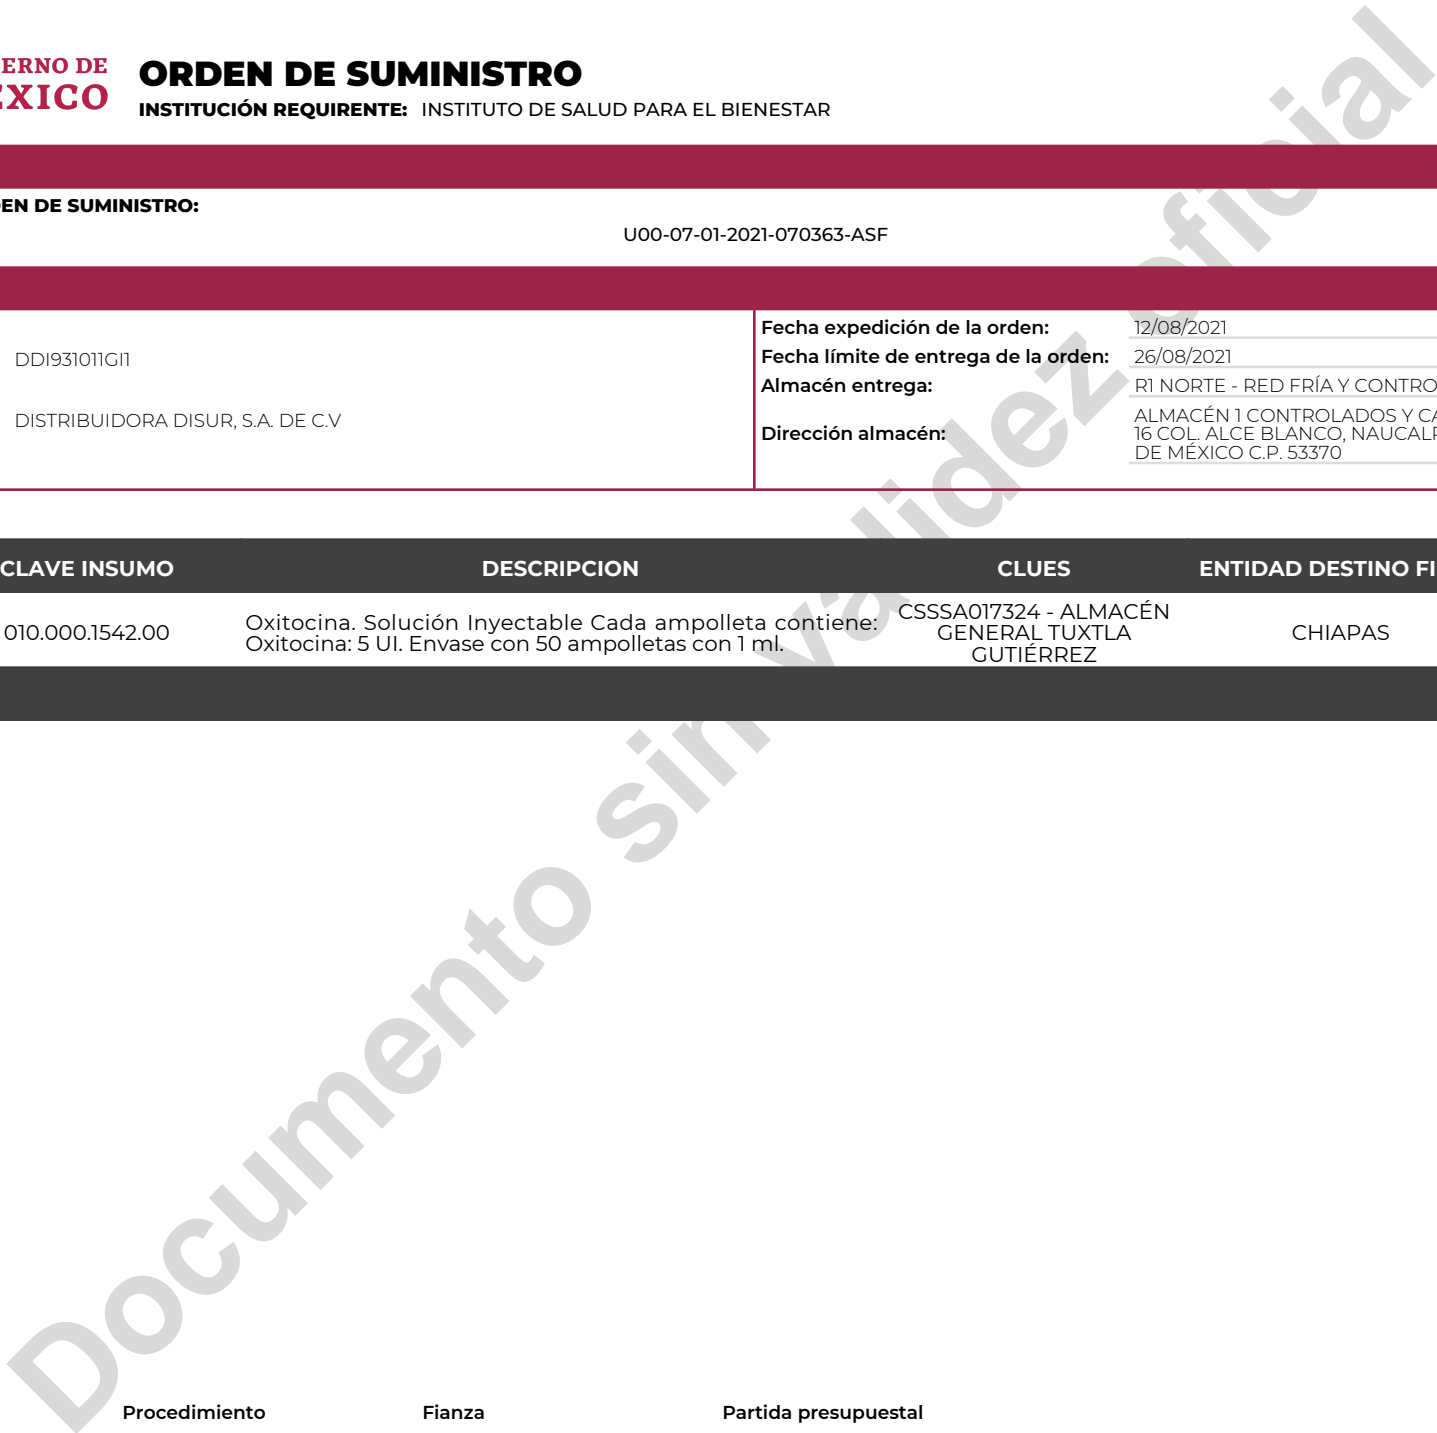 ERNO DE
XICO
ORDEN DE SUMINISTRO
INSTITUCIÓN REQUIRENTE: INSTITUTO DE SALUD PARA EL BIENESTAR
EN DE SUMINISTRO:
U00-07-01-2021-070363-ASF
DDI931011GI1
DISTRIBUIDORA DISUR, S.A. DE C.V
Fecha expedición de la orden: 12/08/2021
Fecha límite de entrega de la orden: 26/08/2021
Almacén entrega: R1 NORTE - RED FRÍA Y CONTRO
Dirección almacén:
ALMACÉN 1 CONTROLADOS Y CA
16 COL. ALCE BLANCO, NAUCALP
DE MÉXICO C.P. 53370
CLAVE INSUMO DESCRIPCION CLUES ENTIDAD DESTINO FI
010.000.1542.00
Oxitocina. Solución Inyectable Cada ampolleta contiene:
Oxitocina: 5 UI. Envase con 50 ampolletas con 1 ml.
CSSSA017324 - ALMACÉN
GENERAL TUXTLA
GUTIÉRREZ
CHIAPAS
Documento sin validez oficial
Procedimiento Fianza Partida presupuestal